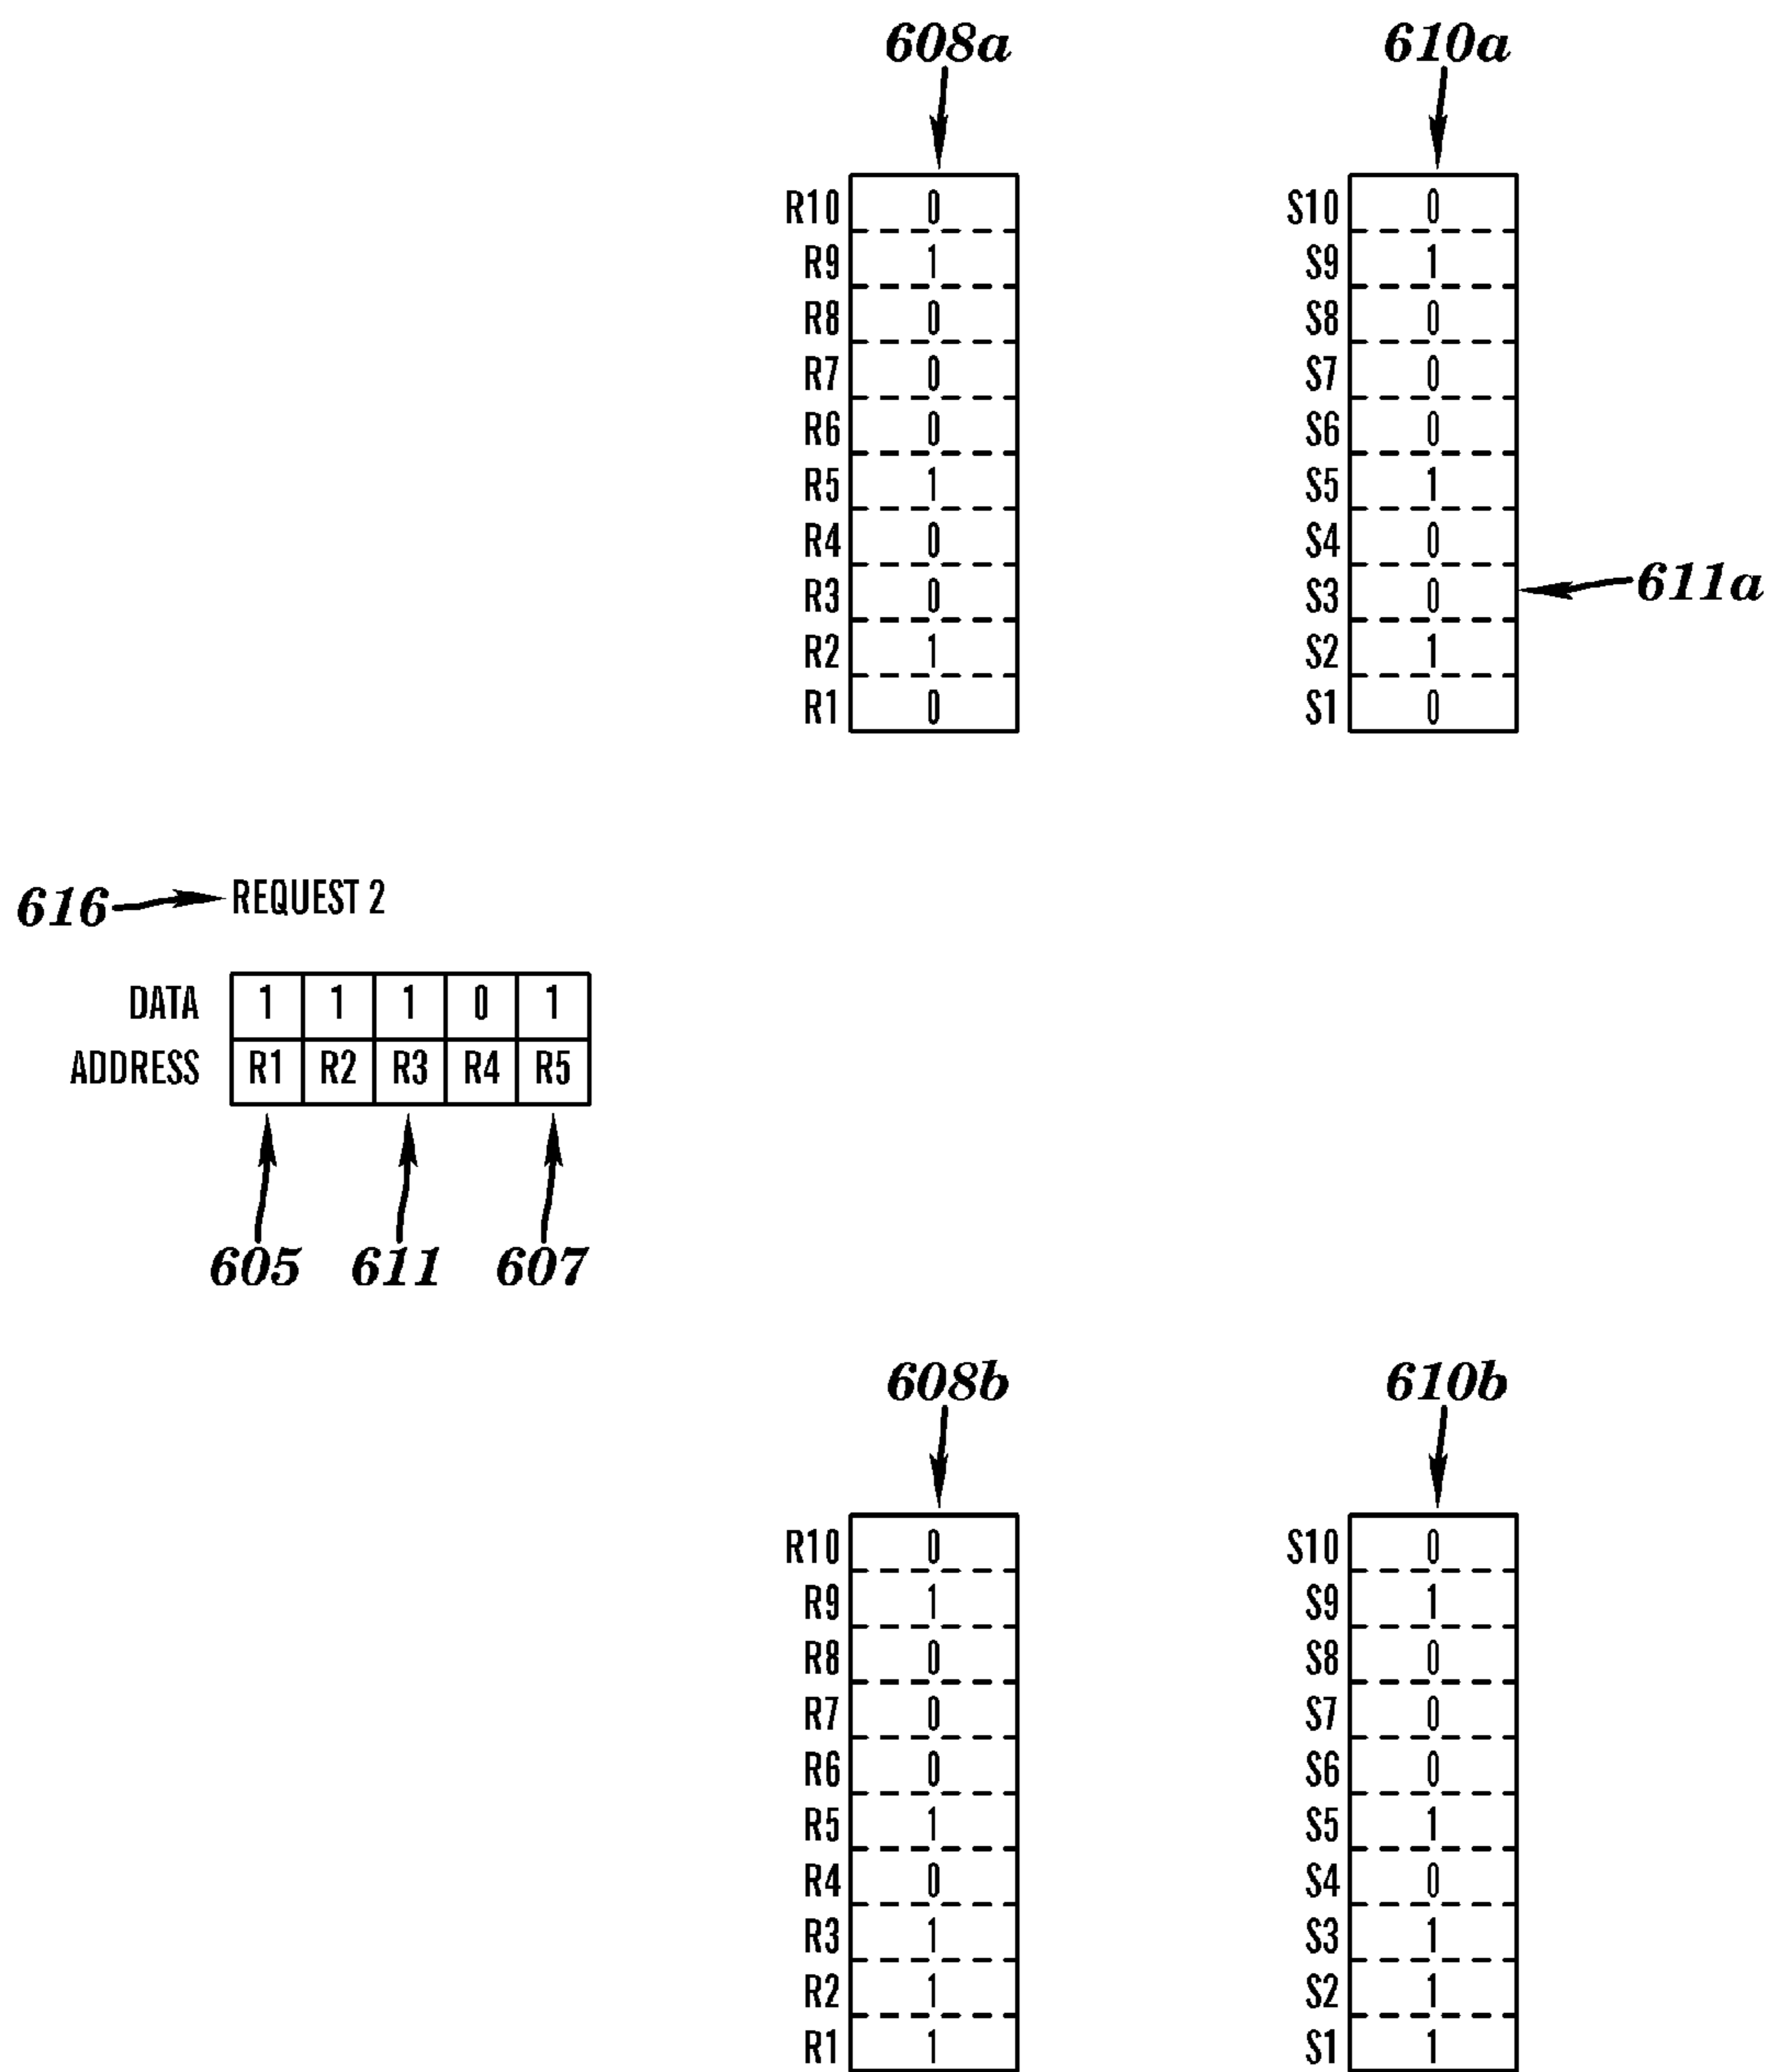 608a 610a
R10 0 S10 0
R9 1 S9 1
R8 0 S8 0
R7 0 S7 0
R6 0 S6 0
R5 1 S5 1
R4 0 S4 0
R3 0 S3 0 611a
R2 1 S2 1
R1 0 S1 0
616 REQUEST 2
DATA 1 1 1 0 1
ADDRESS R1 R2 R3 R4 R5
605 611 607
608b 610b
R10 0 S10 0
R9 1 S9 1
R8 0 S8 0
R7 0 S7 0
R6 0 S6 0
R5 1 S5 1
R4 0 S4 0
R3 1 S3 1
R2 1 S2 1
R1 1 S1 1